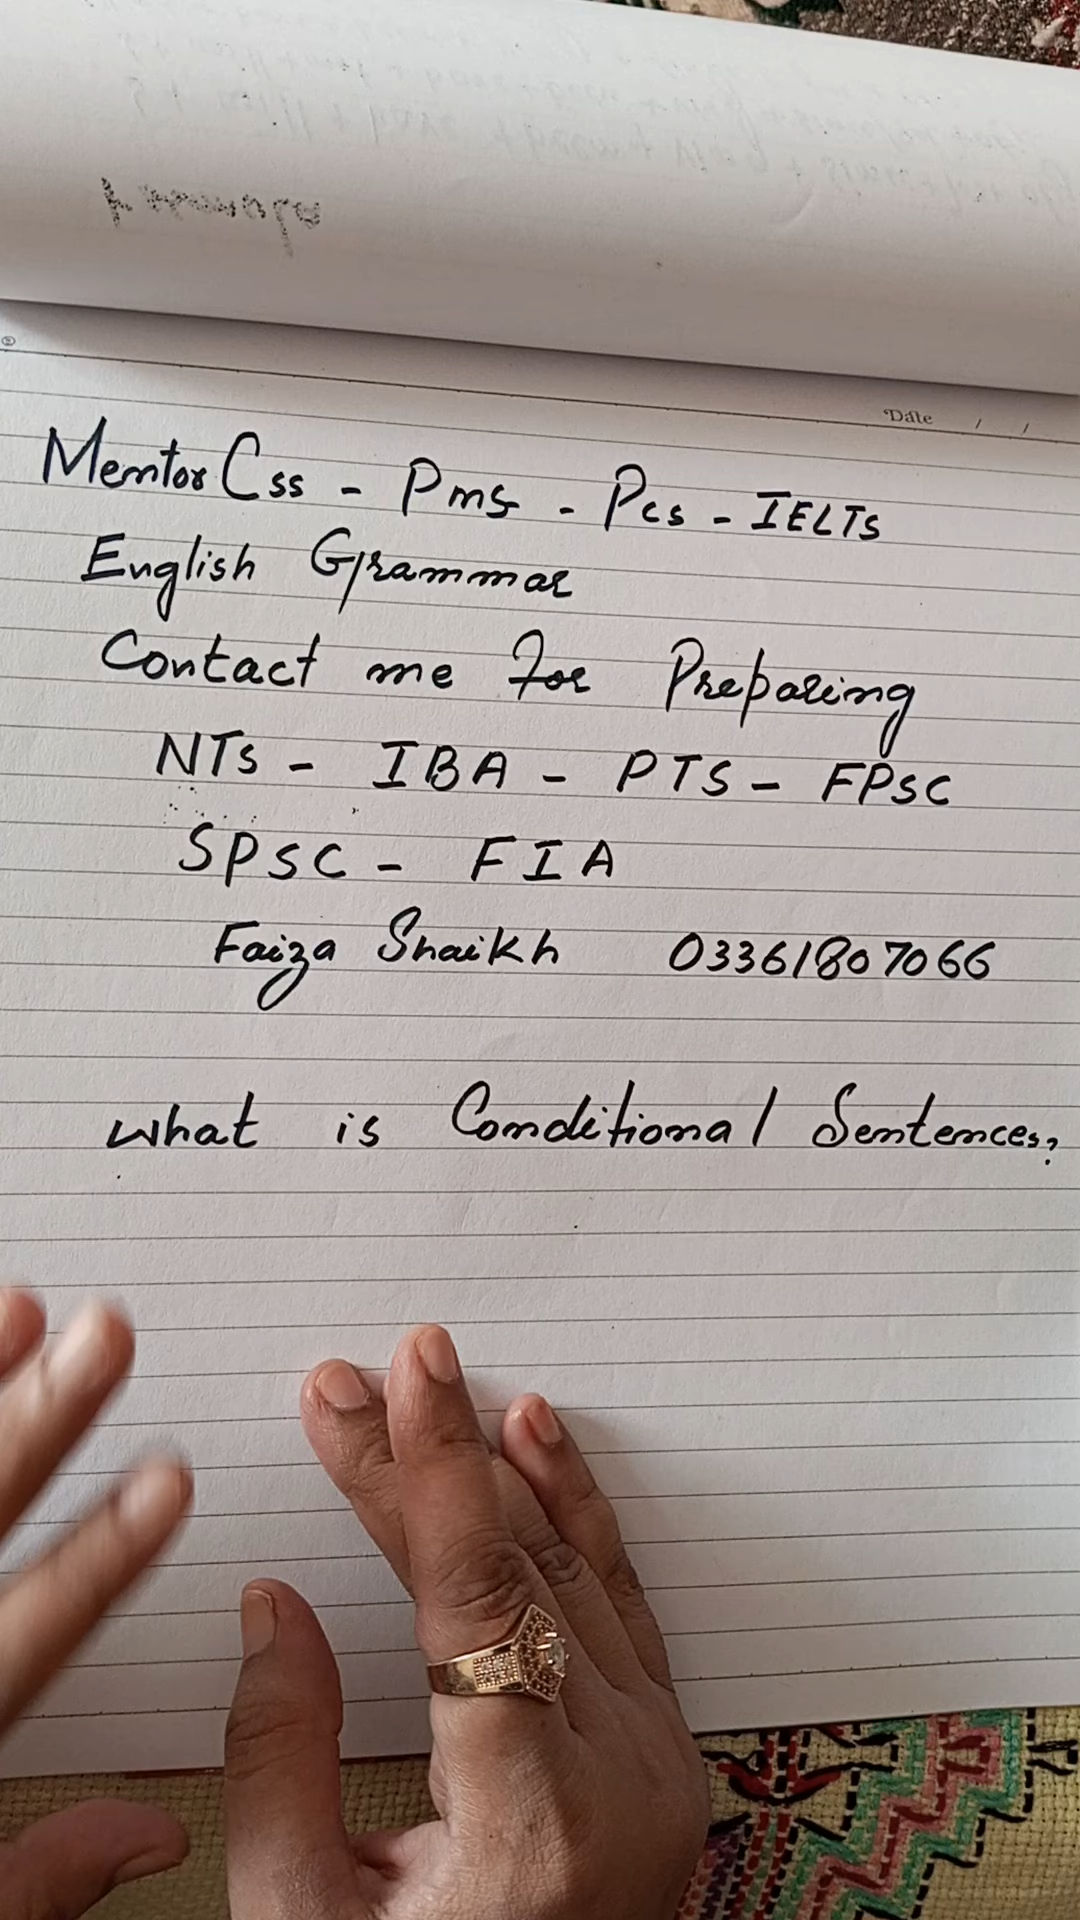 Formula
Date / /
Mentor Css - Pms - Pcs - IELTS
English Grammar
Contact me For Preparing
NTS - IBA - PTS - FPSC
SPSC - FIA
Faiza Shaikh 03361807066
what is Conditional Sentences?